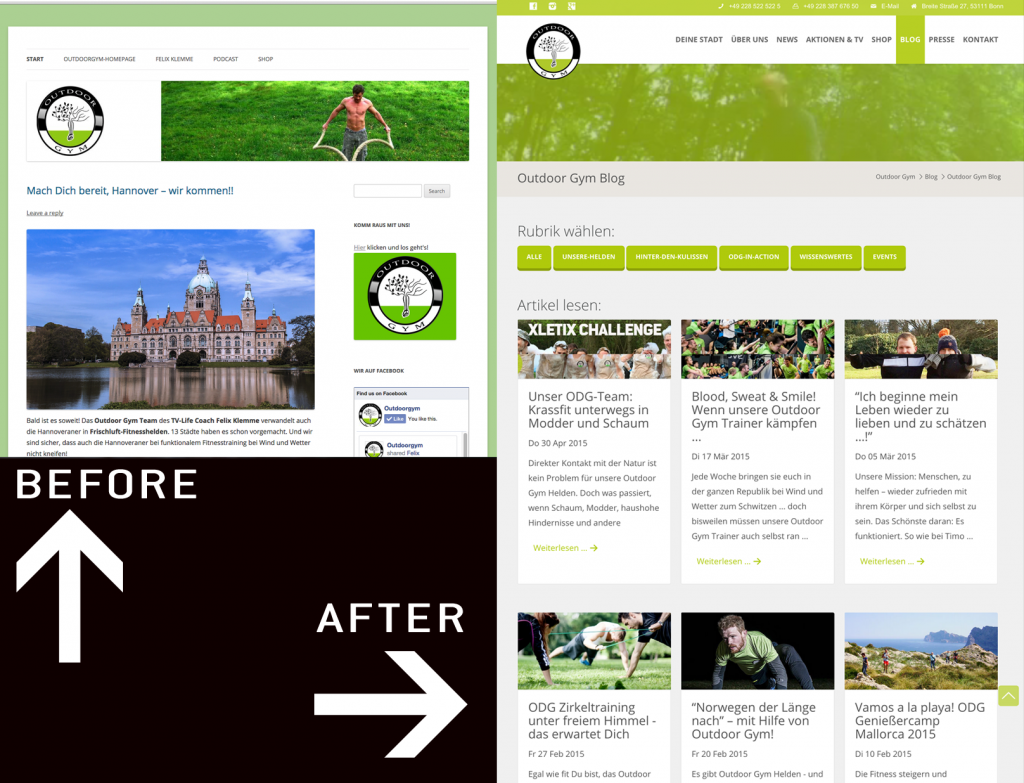 START OUTDOORGYM-HOMEPAGE FELIX KLEMME PODCAST SHOP
OUTDOOR
GYM
Mach Dich bereit, Hannover – wir kommen!!
Leave a reply
Search
KOMM RAUS MIT UNS!
Hier klicken und los geht's!
OUTDOOR
GYM
WIR AUF FACEBOOK
Find us on Facebook
Outdoorgym
Like You like this.
Outdoorgym
shared Felix
Bald ist es soweit! Das Outdoor Gym Team des TV-Life Coach Felix Klemme verwandelt auch
die Hannoveraner in Frischluft-Fitnesshelden. 13 Städte haben es schon vorgemacht. Und wir
sind sicher, dass auch die Hannoveraner bei funktionalem Fitnesstraining bei Wind und Wetter
nicht kneifen!
BEFORE
AFTER
+49 228 522 522 5 +49 228 387 676 50 E-Mail Breite Straße 27, 53111 Bonn
OUTDOOR
GYM
DEINE STADT ÜBER UNS NEWS AKTIONEN & TV SHOP BLOG PRESSE KONTAKT
Outdoor Gym Blog
Outdoor Gym > Blog > Outdoor Gym Blog
Rubrik wählen:
ALLE UNSERE-HELDEN HINTER-DEN-KULISSEN ODG-IN-ACTION WISSENSWERTES EVENTS
Artikel lesen:
XLETIX CHALLENGE
Unser ODG-Team:
Krassfit unterwegs in
Modder und Schaum
Do 30 Apr 2015
Direkter Kontakt mit der Natur ist
kein Problem für unsere Outdoor
Gym Helden. Doch was passiert,
wenn Schaum, Modder, haushohe
Hindernisse und andere
Weiterlesen ...
Blood, Sweat & Smile!
Wenn unsere Outdoor
Gym Trainer kämpfen
...
Di 17 Mär 2015
Jede Woche bringen sie euch in
der ganzen Republik bei Wind und
Wetter zum Schwitzen ... doch
bisweilen müssen unsere Outdoor
Gym Trainer auch selbst ran ...
Weiterlesen ...
“Ich beginne mein
Leben wieder zu
lieben und zu schätzen
...!”
Do 05 Mär 2015
Unsere Mission: Menschen, zu
helfen – wieder zufrieden mit
ihrem Körper und sich selbst zu
sein. Das Schönste daran: Es
funktioniert. So wie bei Timo ...
Weiterlesen ...
ODG Zirkeltraining
unter freiem Himmel -
das erwartet Dich
Fr 27 Feb 2015
Egal wie fit Du bist, das Outdoor
“Norwegen der Länge
nach” – mit Hilfe von
Outdoor Gym!
Fr 20 Feb 2015
Es gibt Outdoor Gym Helden - und
Vamos a la playa! ODG
Genießercamp
Mallorca 2015
Di 10 Feb 2015
Die Fitness steigern und